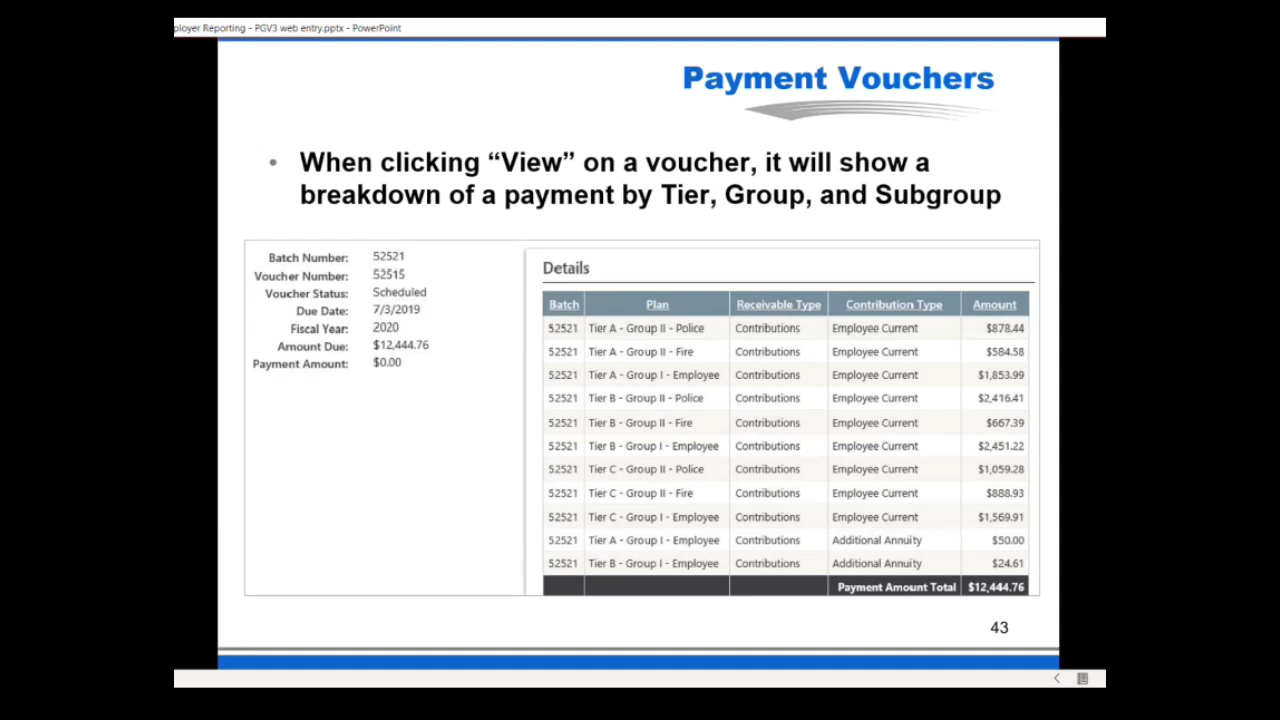 ployer Reporting - PGV3 web entry.pptx - PowerPoint
Payment Vouchers
• When clicking “View” on a voucher, it will show a
breakdown of a payment by Tier, Group, and Subgroup
Batch Number: 52521
Voucher Number: 52515
Voucher Status: Scheduled
Due Date: 7/3/2019
Fiscal Year: 2020
Amount Due: $12,444.76
Payment Amount: $0.00
Details
Batch Plan Receivable Type Contribution Type Amount
52521 Tier A - Group II - Police Contributions Employee Current $878.44
52521 Tier A - Group II - Fire Contributions Employee Current $584.58
52521 Tier A - Group I - Employee Contributions Employee Current $1,853.99
52521 Tier B - Group II - Police Contributions Employee Current $2,416.41
52521 Tier B - Group II - Fire Contributions Employee Current $667.39
52521 Tier B - Group I - Employee Contributions Employee Current $2,451.22
52521 Tier C - Group II - Police Contributions Employee Current $1,059.28
52521 Tier C - Group II - Fire Contributions Employee Current $888.93
52521 Tier C - Group I - Employee Contributions Employee Current $1,569.91
52521 Tier A - Group I - Employee Contributions Additional Annuity $50.00
52521 Tier B - Group I - Employee Contributions Additional Annuity $24.61
Payment Amount Total $12,444.76
43